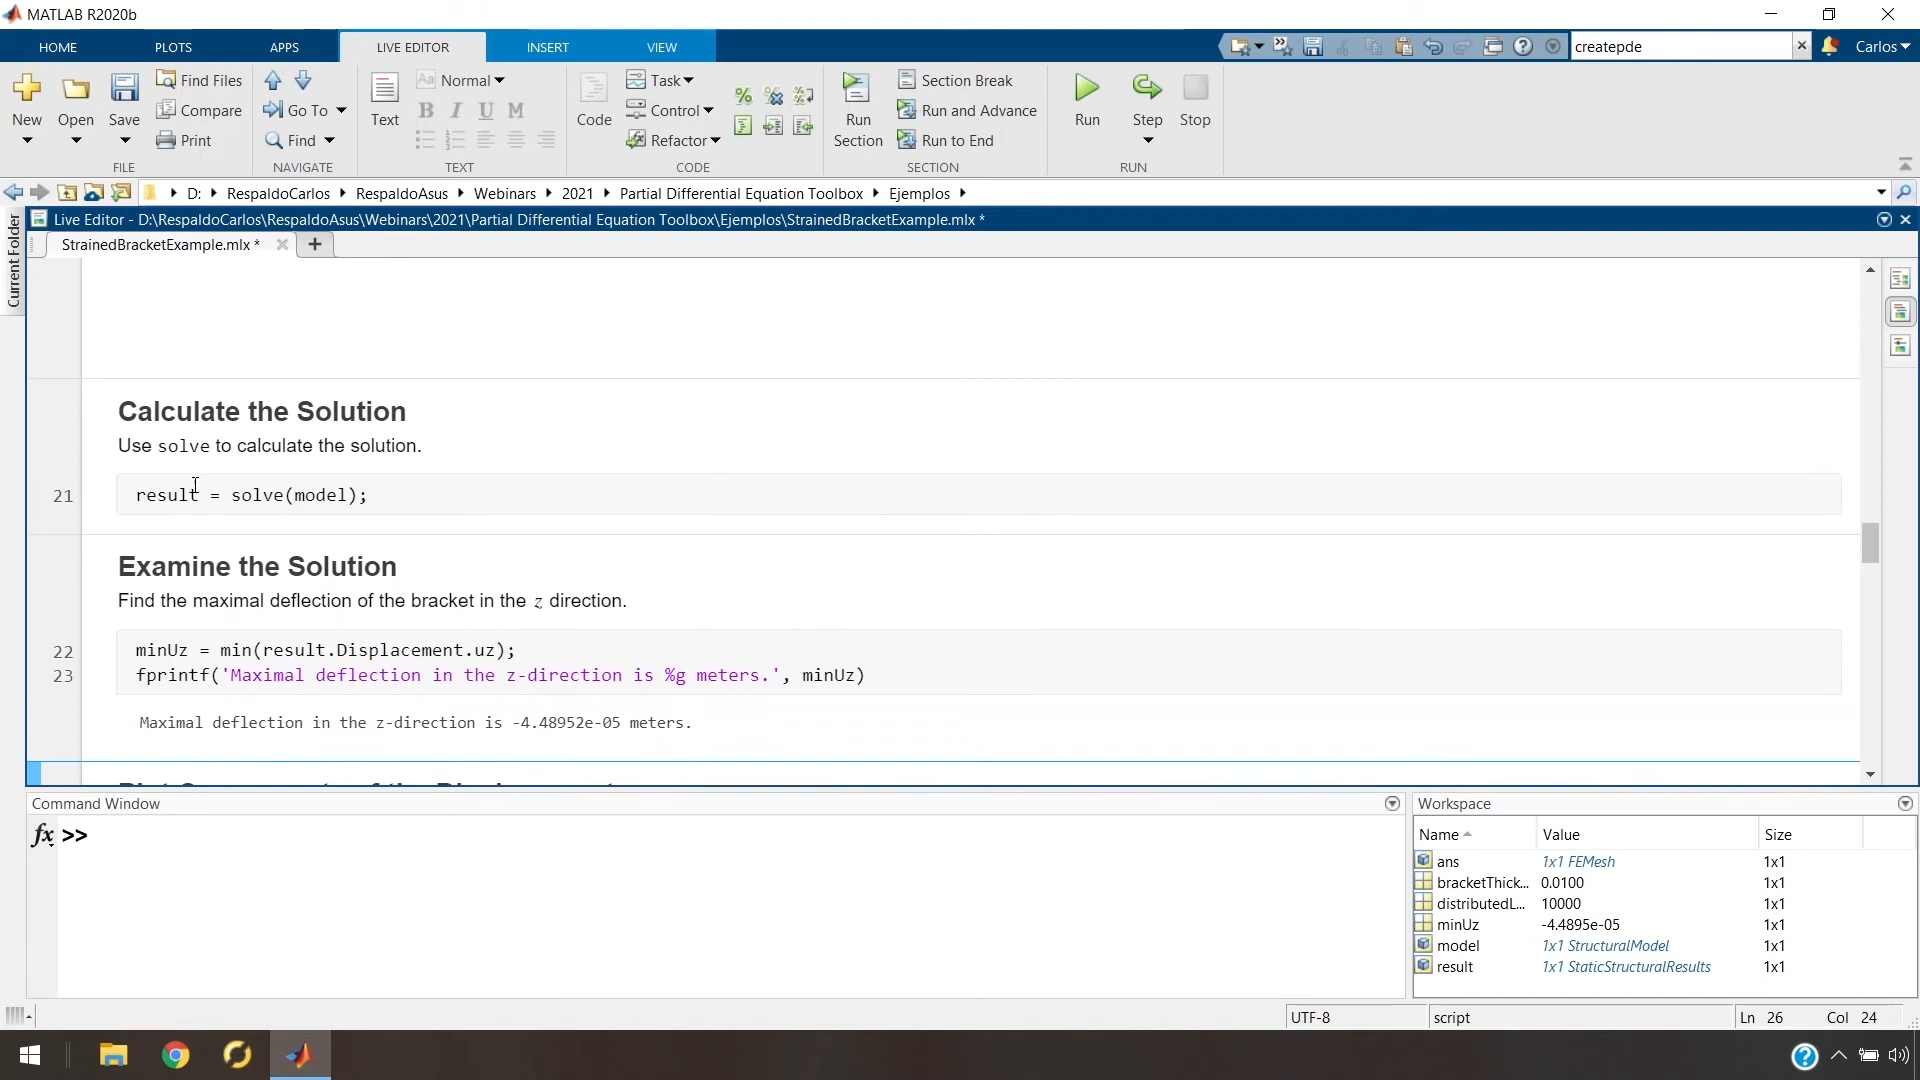 MATLAB R2020b
HOME PLOTS APPS LIVE EDITOR INSERT VIEW createpde Carlos
New Open Save Find Files Compare Print
FILE
Go To Find
NAVIGATE
Text Aa Normal B I U M
TEXT
Code Task Control Refactor
CODE
Run Section Section Break Run and Advance Run to End
SECTION
Run Step Stop
RUN
D: RespaldoCarlos RespaldoAsus Webinars 2021 Partial Differential Equation Toolbox Ejemplos
Current Folder
Live Editor - D:\RespaldoCarlos\RespaldoAsus\Webinars\2021\Partial Differential Equation Toolbox\Ejemplos\StrainedBracketExample.mlx *
StrainedBracketExample.mlx *
Calculate the Solution
Use solve to calculate the solution.
21 result = solve(model);
Examine the Solution
Find the maximal deflection of the bracket in the z direction.
22 minUz = min(result.Displacement.uz);
23 fprintf('Maximal deflection in the z-direction is %g meters.', minUz)
Maximal deflection in the z-direction is -4.48952e-05 meters.
Command Window
fx >>
Workspace
Name Value Size
ans 1x1 FEMesh 1x1
bracketThick... 0.0100 1x1
distributedL... 10000 1x1
minUz -4.4895e-05 1x1
model 1x1 StructuralModel 1x1
result 1x1 StaticStructuralResults 1x1
UTF-8 script Ln 26 Col 24